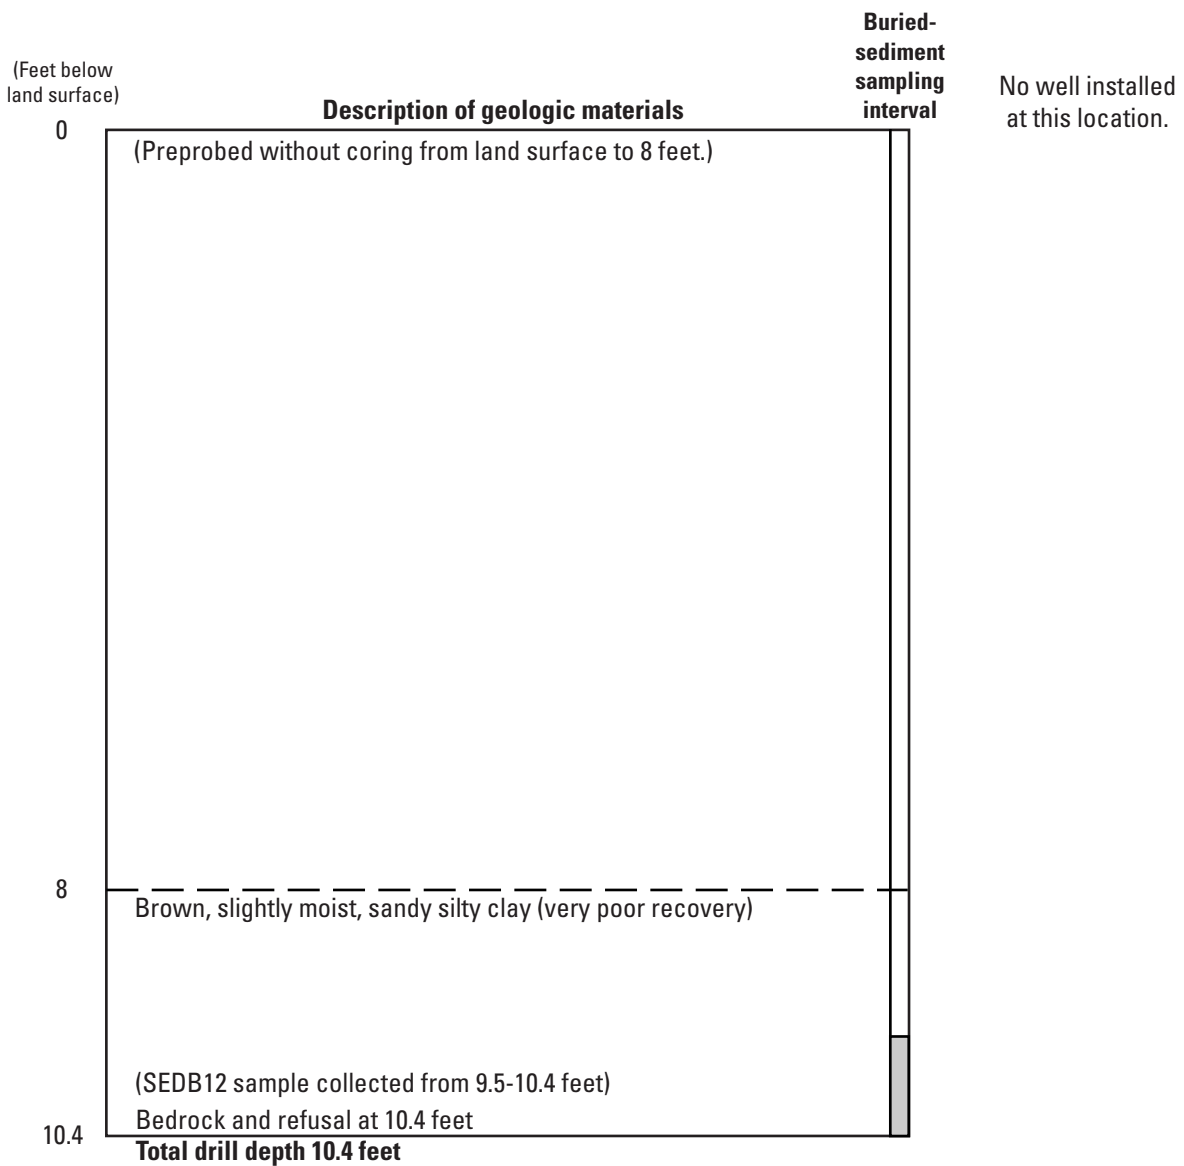 (Feet below
land surface)
Description of geologic materials
Buried-
sediment
sampling
interval
No well installed
at this location.
0
(Preprobed without coring from land surface to 8 feet.)
8
Brown, slightly moist, sandy silty clay (very poor recovery)
(SEDB12 sample collected from 9.5-10.4 feet)
Bedrock and refusal at 10.4 feet
10.4
Total drill depth 10.4 feet